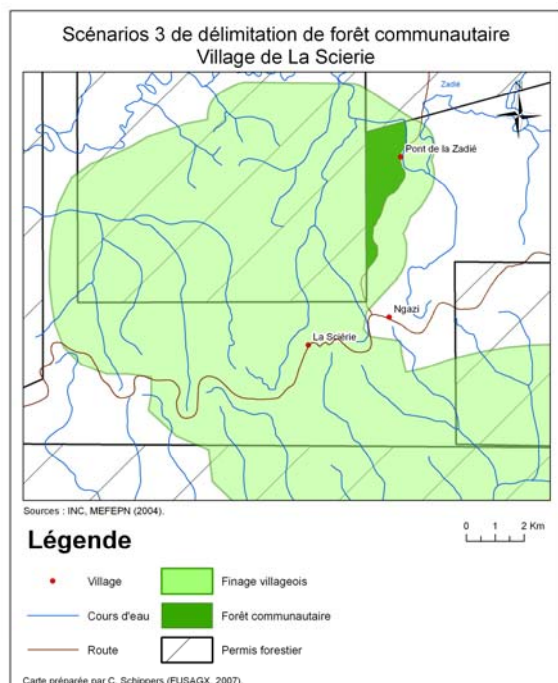 Scénarios 3 de délimitation de forêt communautaire
Village de La Scierie
Zadié
Pont de la Zadié
Ngazi
La Scierie
Sources : INC, MEFEPN (2004).
0 1 2 Km
Légende
Village
Finage villageois
Cours d'eau
Forêt communautaire
Route
Permis forestier
Carte préparée par C. Schippers (FUSAGX, 2007).